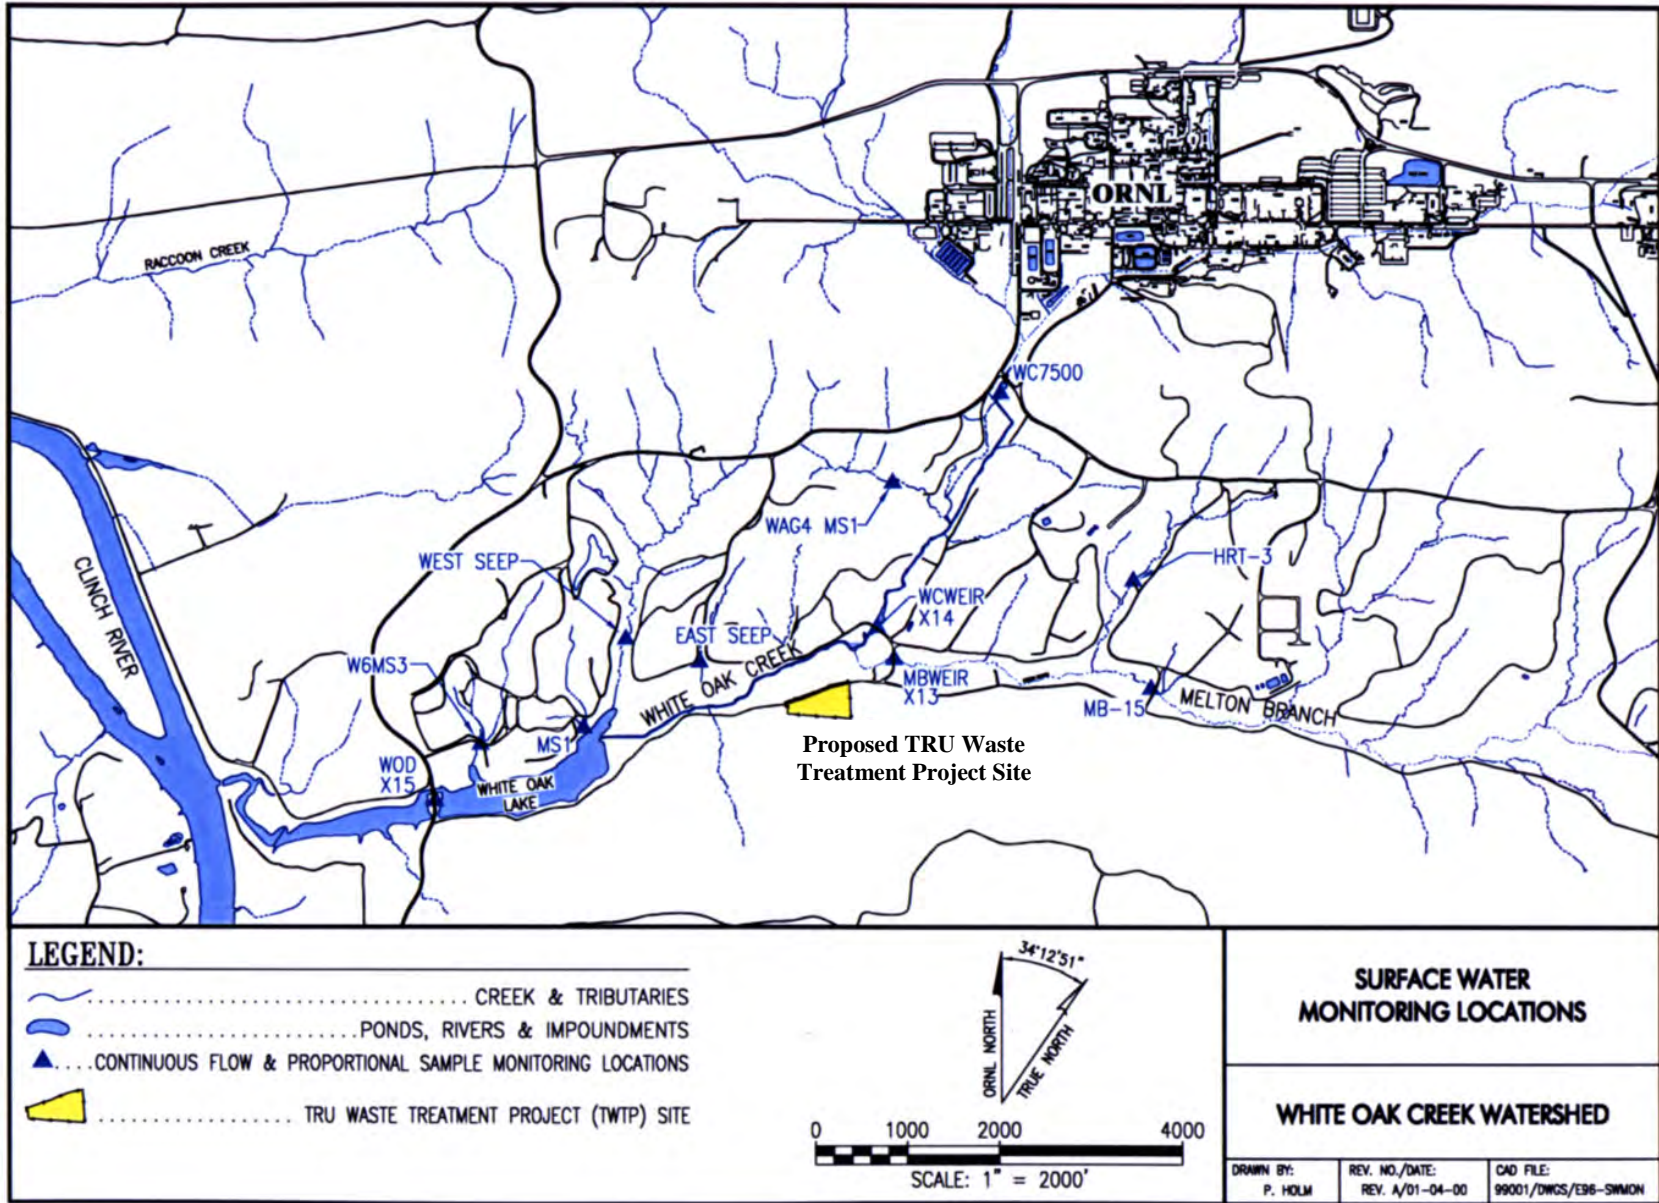 ORNL
RACCOON CREEK
WC7500
WAG4 MS1
WEST SEEP
HRT-3
CLINCH RIVER
WCWEIR
X14
EAST SEEP
W6MS3
WHITE OAK CREEK
MBWEIR
X13
MB-15
MELTON BRANCH
MS1
Proposed TRU Waste
Treatment Project Site
WOD
X15
WHITE OAK
LAKE
LEGEND:
CREEK & TRIBUTARIES
PONDS, RIVERS & IMPOUNDMENTS
CONTINUOUS FLOW & PROPORTIONAL SAMPLE MONITORING LOCATIONS
TRU WASTE TREATMENT PROJECT (TWTP) SITE
34°12'51"
ORNL NORTH
TRUE NORTH
0 1000 2000 4000
SCALE: 1" = 2000'
SURFACE WATER
MONITORING LOCATIONS
WHITE OAK CREEK WATERSHED
DRAWN BY:
P. HOLM
REV. NO./DATE:
REV. A/01-04-00
CAD FILE:
99001/DWGS/E96-SWMON